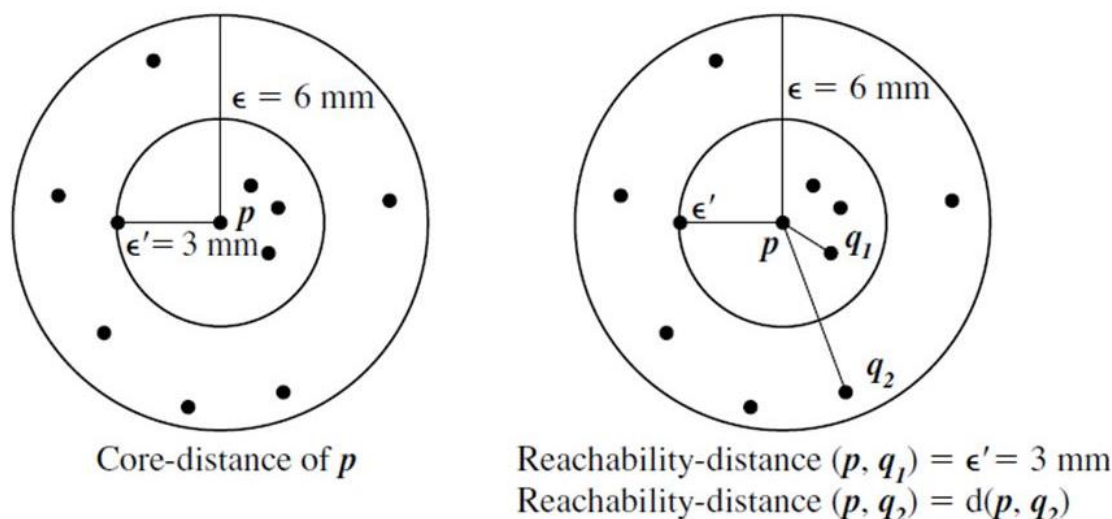 ϵ = 6 mm
p
ϵ′= 3 mm
Core-distance of p
ϵ = 6 mm
ϵ′
p
q₁
q₂
Reachability-distance (p, q₁) = ϵ′= 3 mm
Reachability-distance (p, q₂) = d(p, q₂)